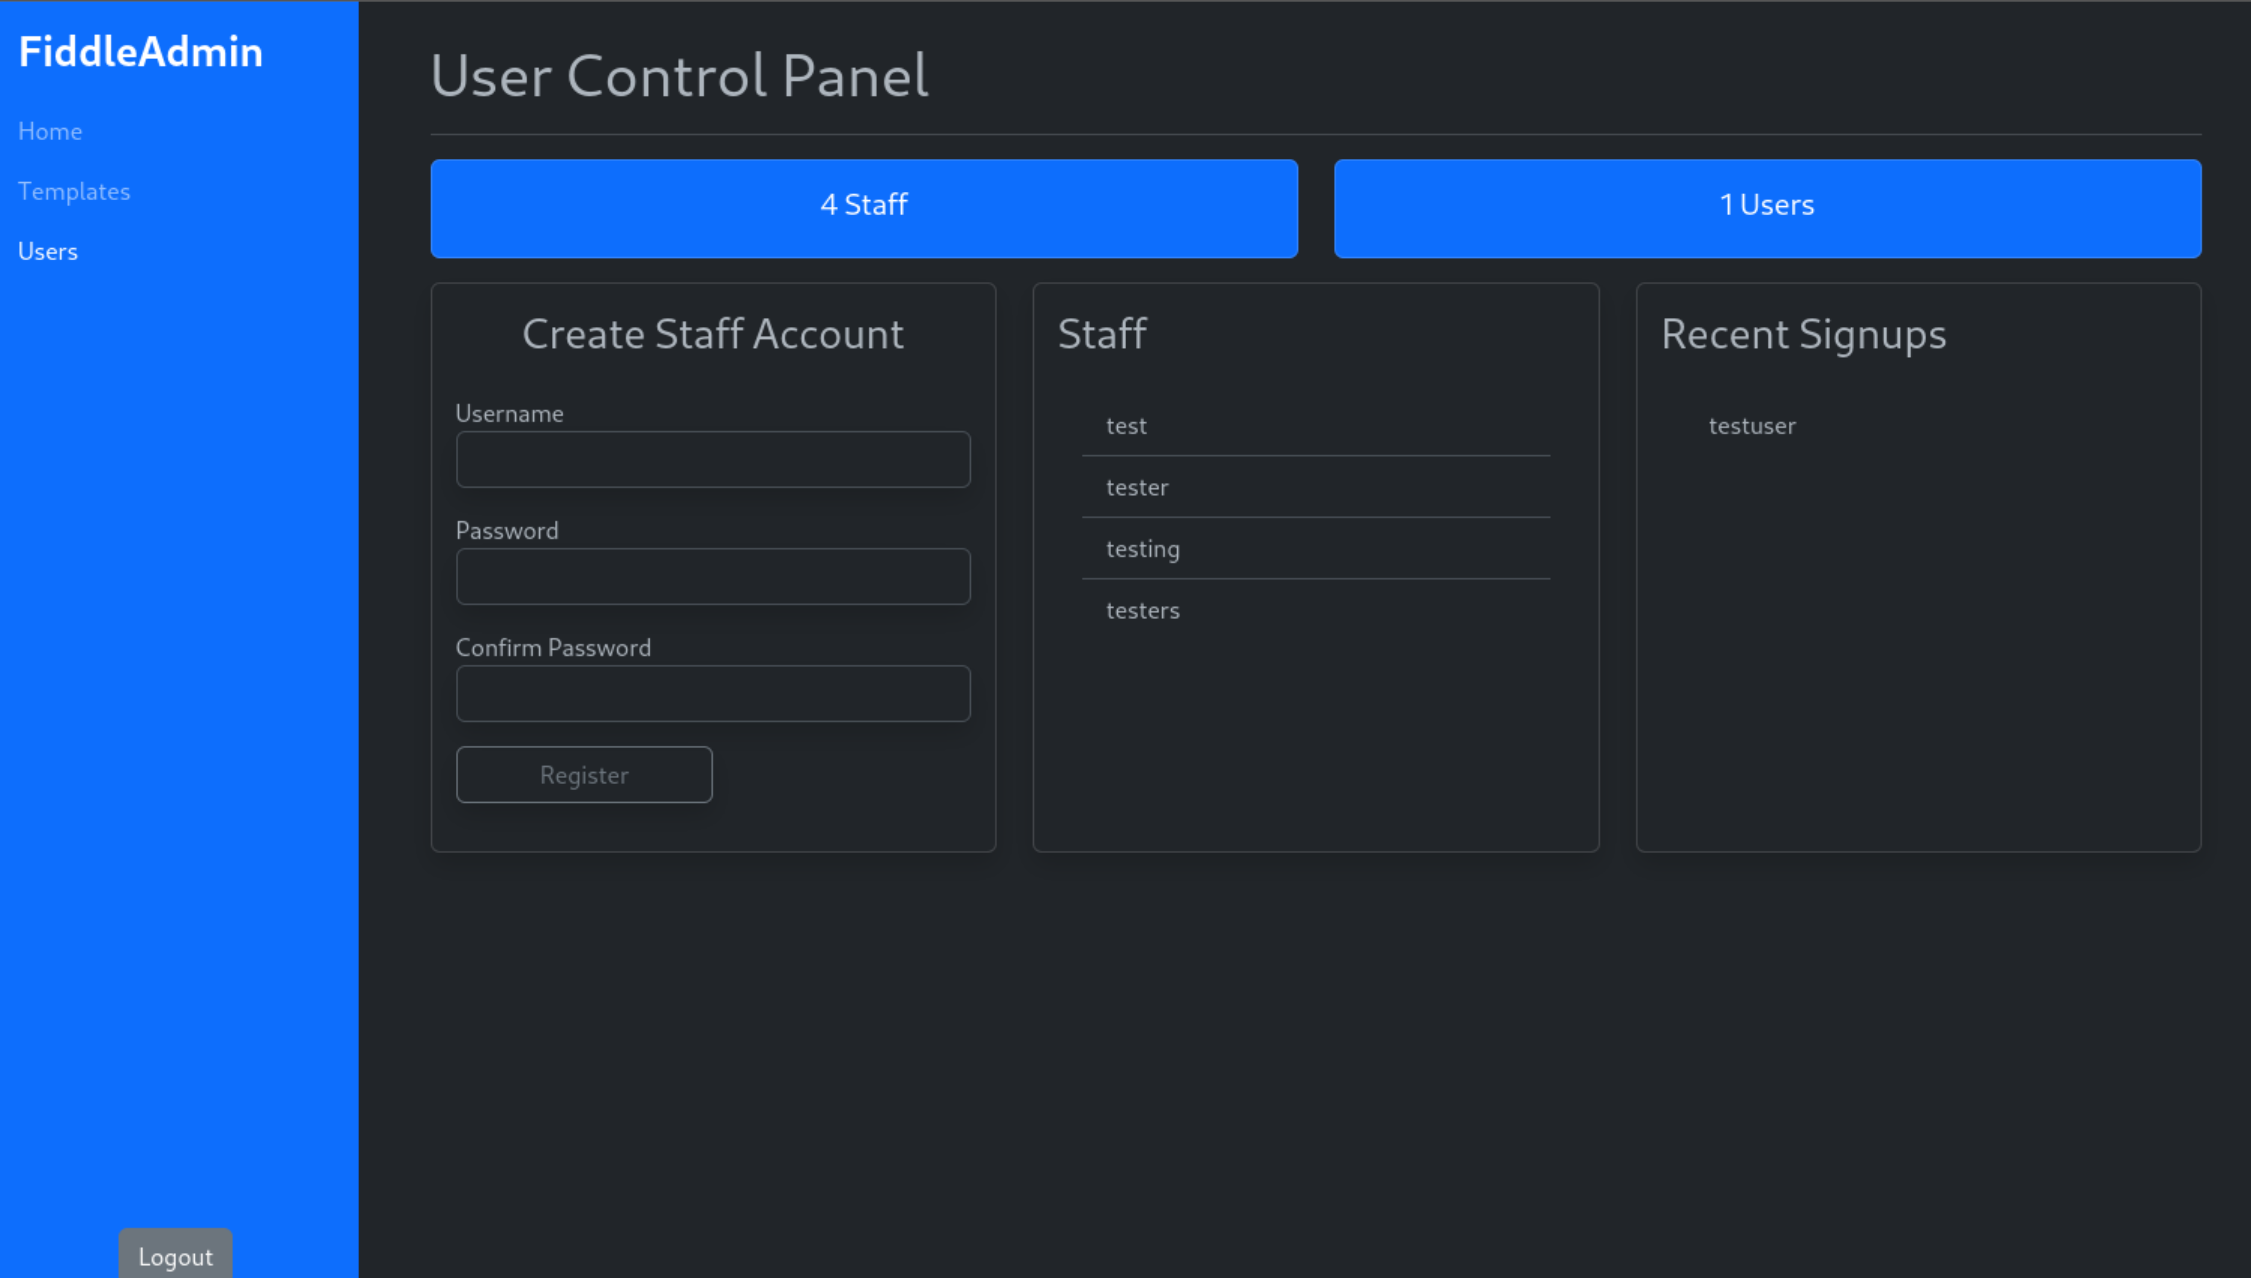 FiddleAdmin
Home
Templates
Users
Logout
User Control Panel
4 Staff
1 Users
Create Staff Account
Username
Password
Confirm Password
Register
Staff
test
tester
testing
testers
Recent Signups
testuser